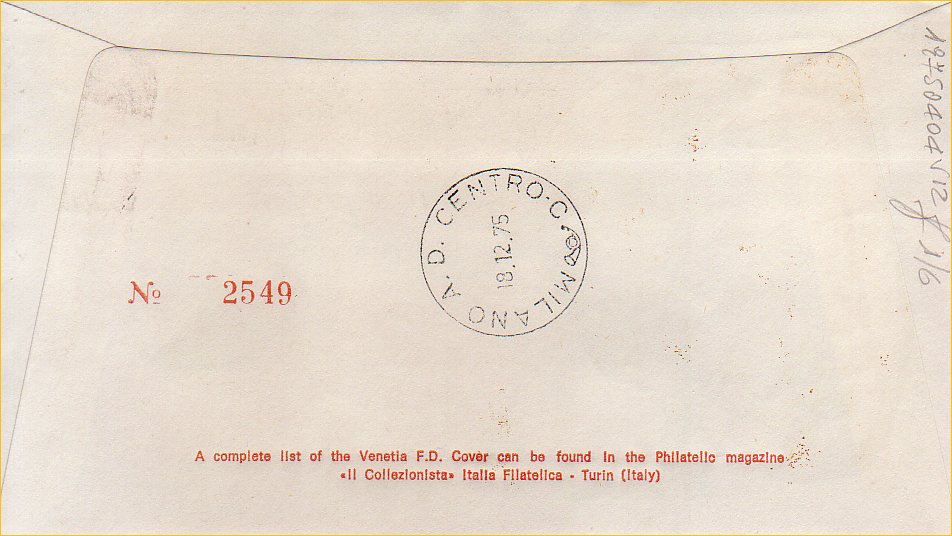 MILANO A.D. CENTRO-C.
18.12.75
No 2549
A complete list of the Venetia F.D. Cover can be found in the Philatelic magazine
«Il Collezionista» Italia Filatelica - Turin (Italy)